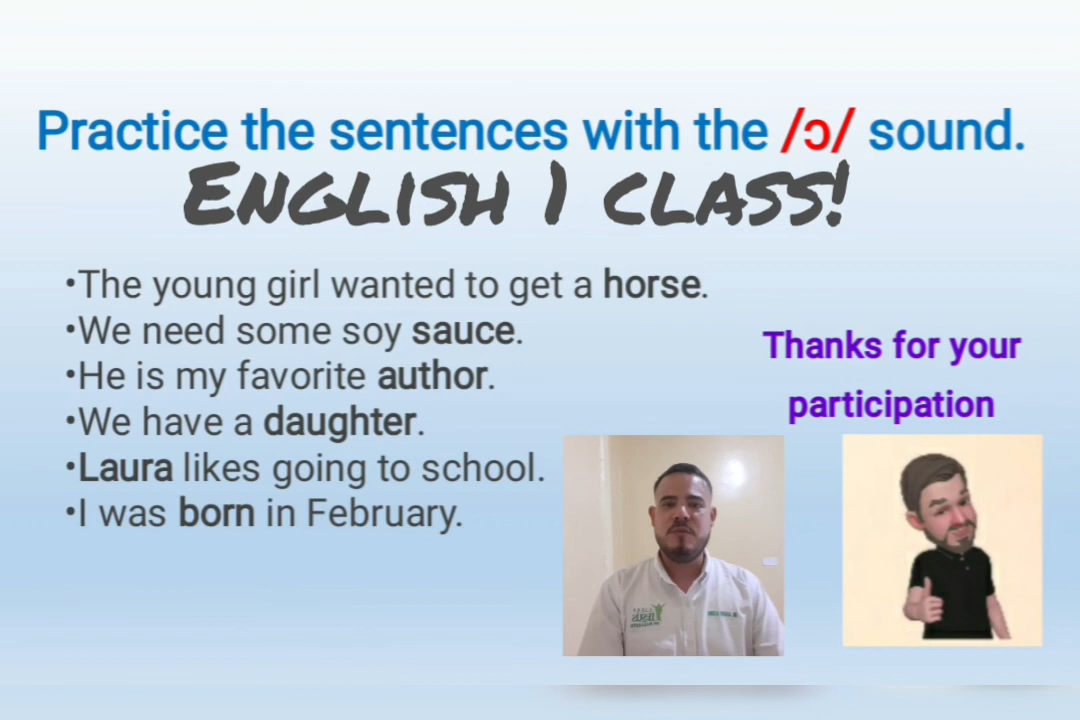 Practice the sentences with the /ɔ/ sound.
ENGLISH 1 CLASS!
•The young girl wanted to get a horse.
•We need some soy sauce.
•He is my favorite author.
•We have a daughter.
•Laura likes going to school.
•I was born in February.
Thanks for your
participation